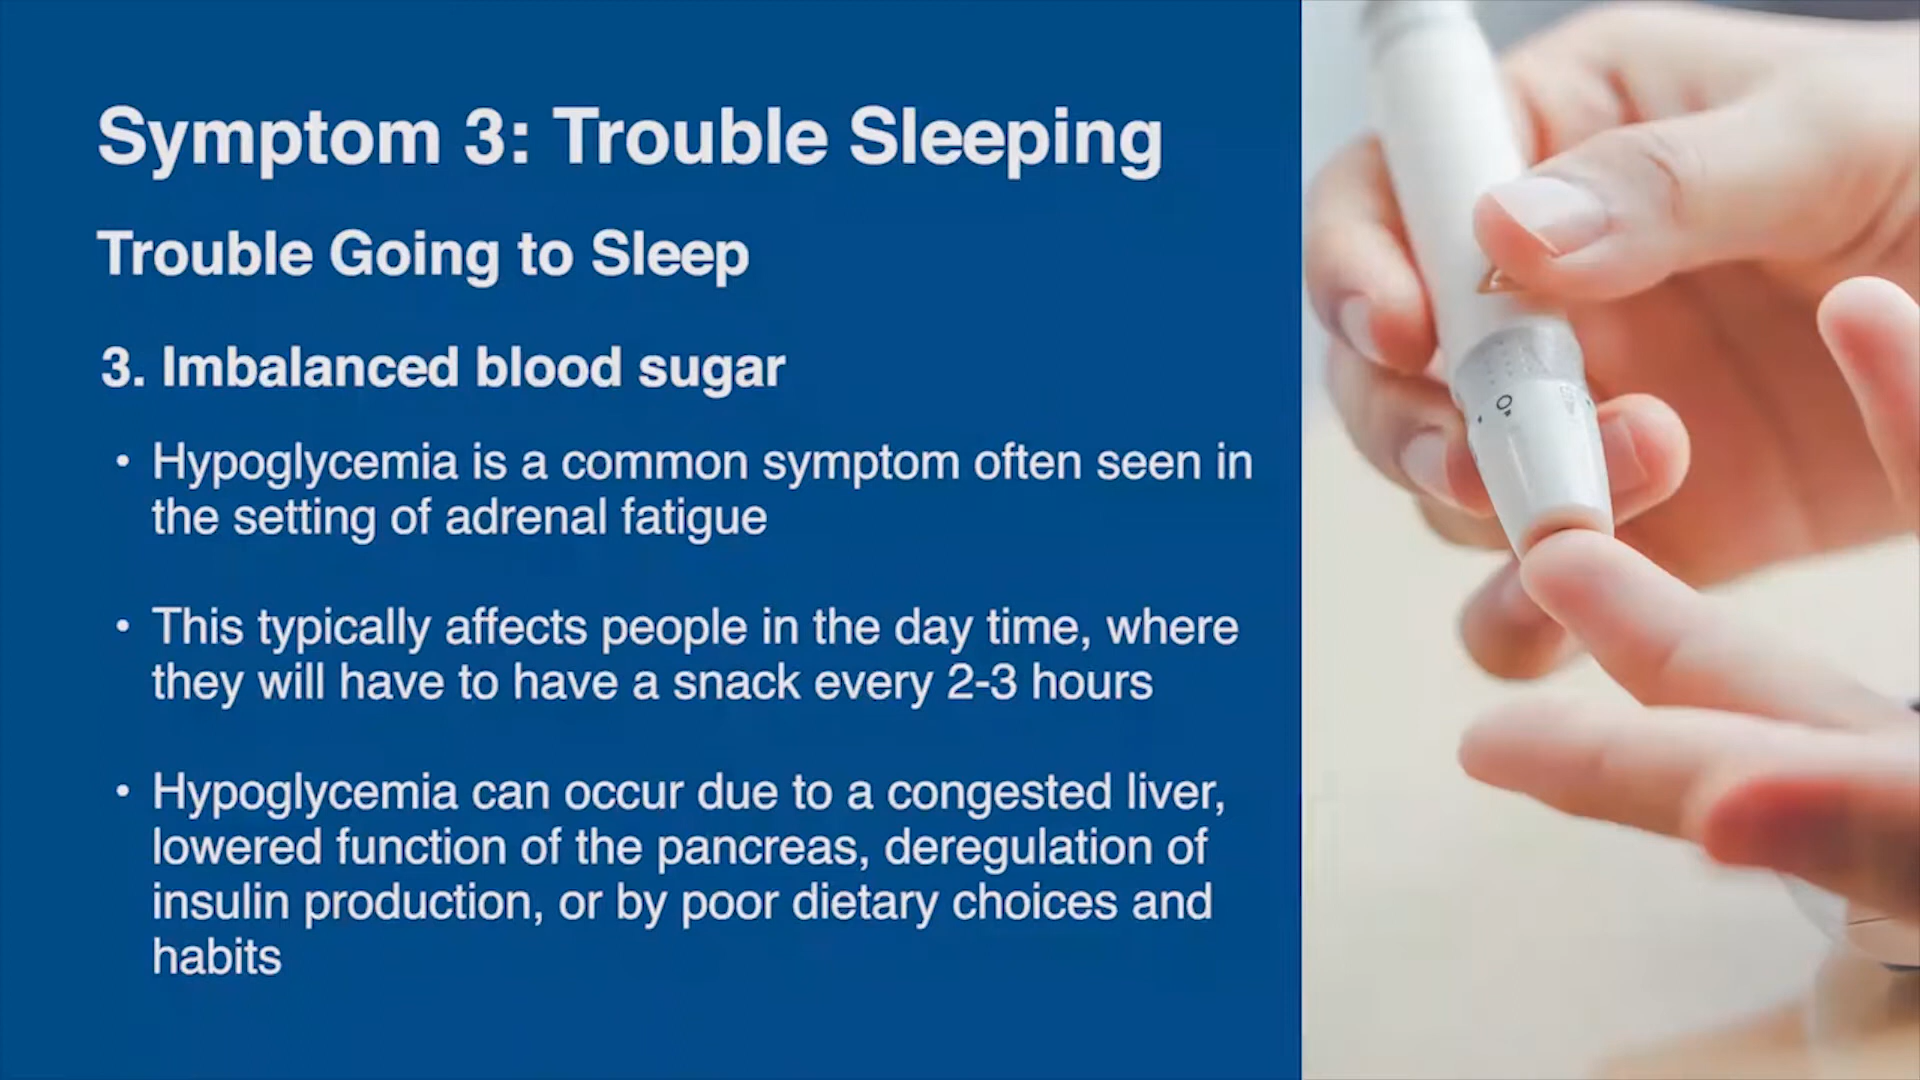 Symptom 3: Trouble Sleeping
Trouble Going to Sleep
3. Imbalanced blood sugar
• Hypoglycemia is a common symptom often seen in
the setting of adrenal fatigue
• This typically affects people in the day time, where
they will have to have a snack every 2-3 hours
• Hypoglycemia can occur due to a congested liver,
lowered function of the pancreas, deregulation of
insulin production, or by poor dietary choices and
habits